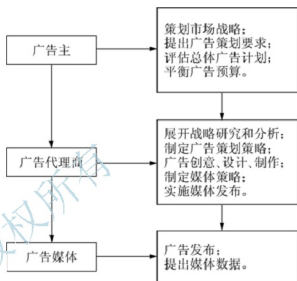 广告主
策划市场战略；
提出广告策划要求；
评估总体广告计划；
平衡广告预算。
广告代理商
展开战略研究和分析；
制定广告策划策略；
广告创意、设计、制作；
制定媒体策略；
实施媒体发布。
广告媒体
广告发布；
提出媒体数据。
权所有